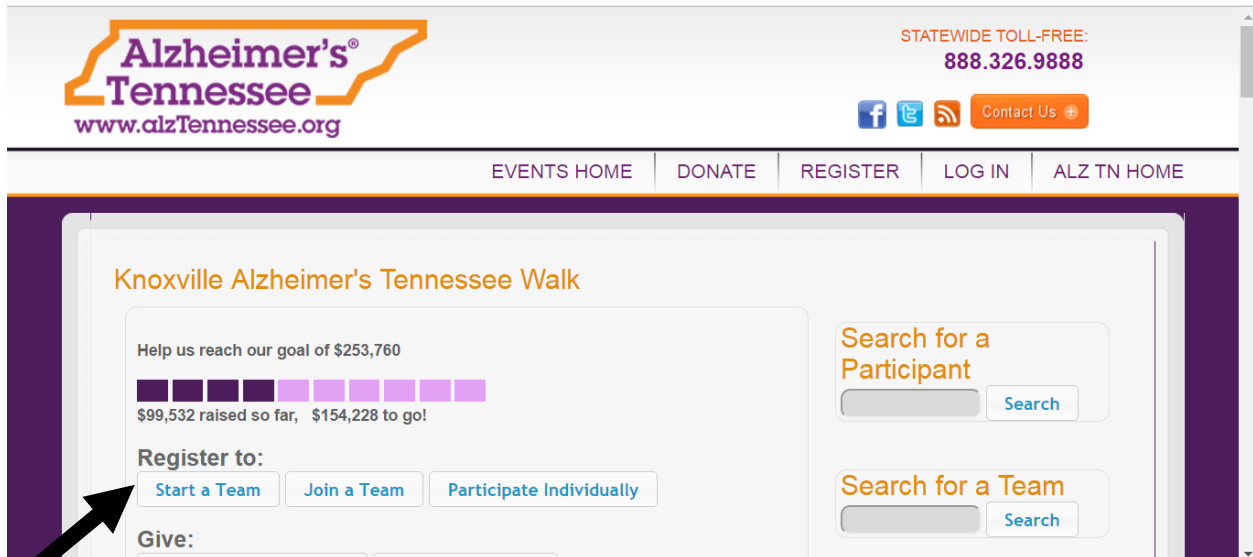 Alzheimer's®
Tennessee
www.alzTennessee.org
STATEWIDE TOLL-FREE:
888.326.9888
Contact Us
EVENTS HOME
DONATE
REGISTER
LOG IN
ALZ TN HOME
Knoxville Alzheimer's Tennessee Walk
Help us reach our goal of $253,760
$99,532 raised so far, $154,228 to go!
Register to:
Start a Team
Join a Team
Participate Individually
Give:
Search for a
Participant
Search
Search for a Team
Search